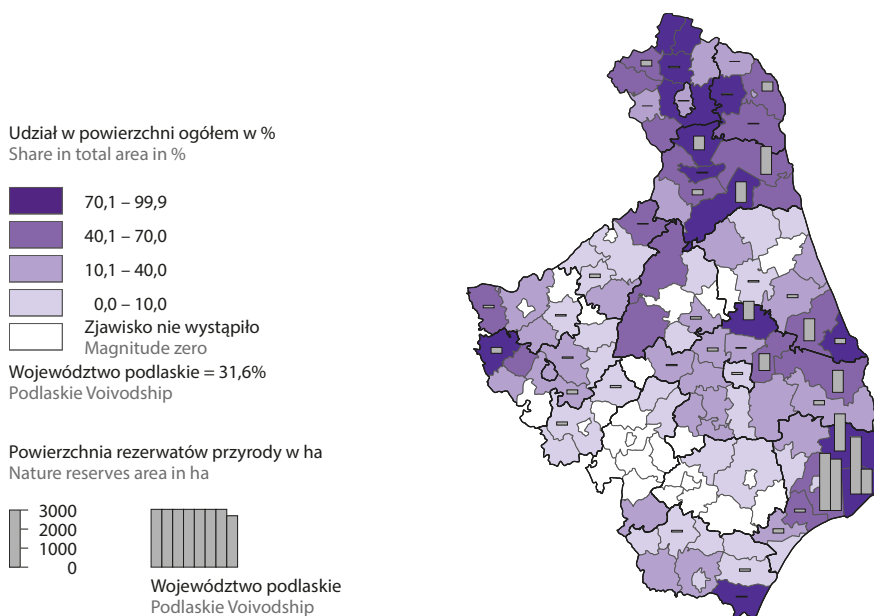 Udział w powierzchni ogółem w %
Share in total area in %
70,1 – 99,9
40,1 – 70,0
10,1 – 40,0
0,0 – 10,0
Zjawisko nie wystąpiło
Magnitude zero
Województwo podlaskie = 31,6%
Podlaskie Voivodship
Powierzchnia rezerwatów przyrody w ha
Nature reserves area in ha
3000
2000
1000
0
Województwo podlaskie
Podlaskie Voivodship